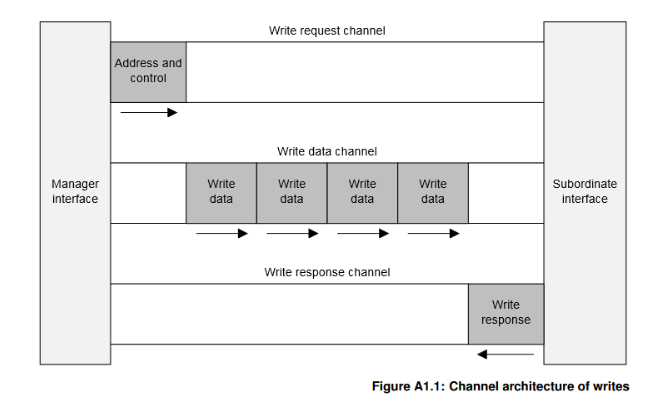 Write request channel
Address and
control
Write data channel
Manager
interface
Write
data
Write
data
Write
data
Write
data
Subordinate
interface
Write response channel
Write
response
Figure A1.1: Channel architecture of writes